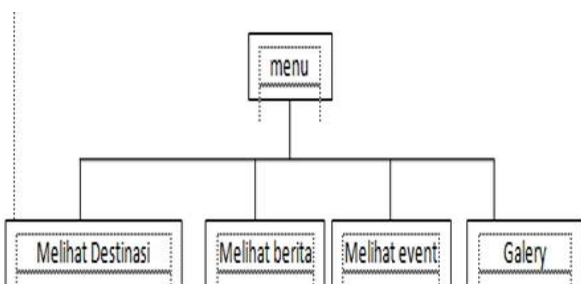 menu
Melihat Destinasi
Melihat berita
Melihat event
Galery